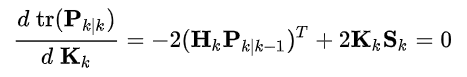 d tr(P_{k|k}) / d K_k = −2(H_k P_{k|k−1})^T + 2K_k S_k = 0